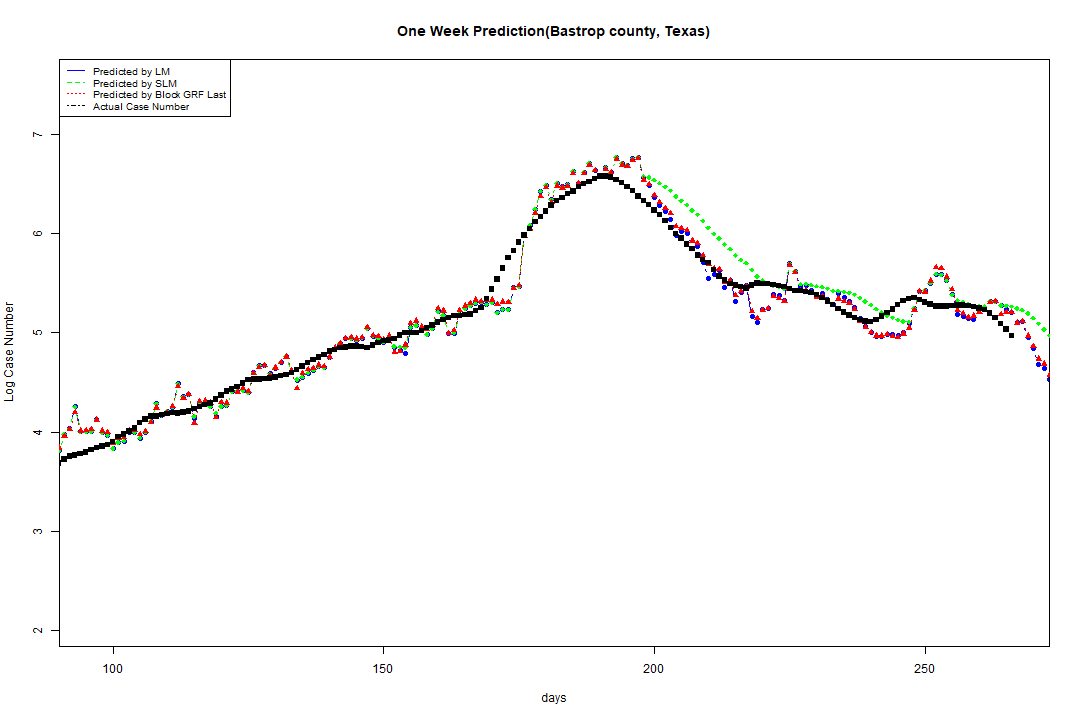 One Week Prediction(Bastrop county, Texas)
Predicted by LM
Predicted by SLM
Predicted by Block GRF Last
Actual Case Number
7
6
5
4
3
2
Log Case Number
100 150 200 250
days